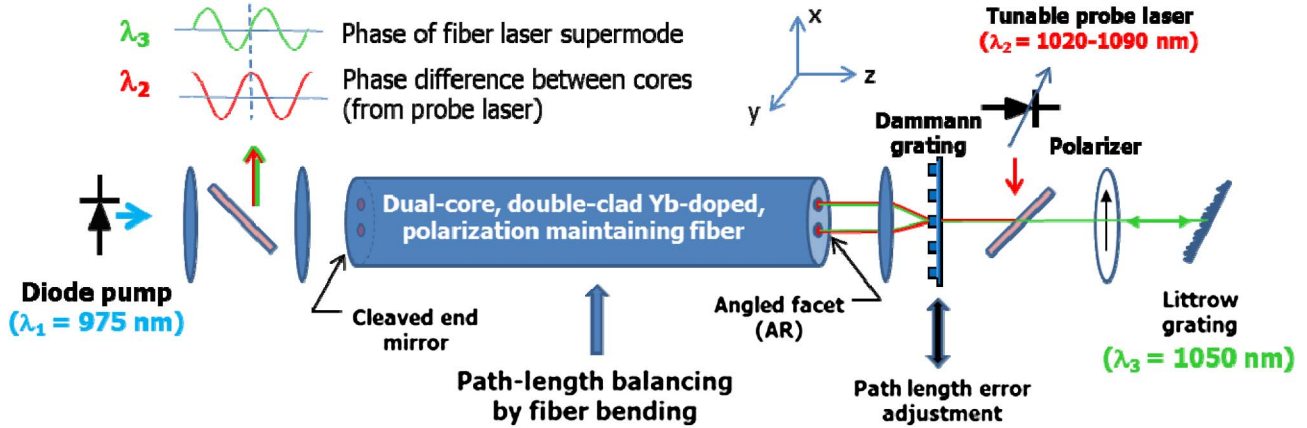 λ₃
Phase of fiber laser supermode
λ₂
Phase difference between cores
(from probe laser)
x
z
y
Tunable probe laser
(λ₂ = 1020-1090 nm)
Dammann
grating
Polarizer
Dual-core, double-clad Yb-doped,
polarization maintaining fiber
Diode pump
(λ₁ = 975 nm)
Cleaved end
mirror
Path-length balancing
by fiber bending
Angled facet
(AR)
Path length error
adjustment
Littrow
grating
(λ₃ = 1050 nm)